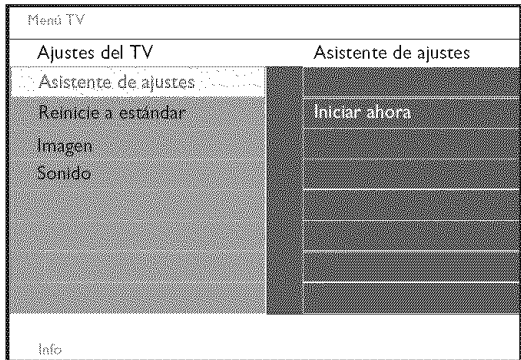 Menú TV
Ajustes del TV
Asistente de ajustes
Asistente de ajustes
Reinicie a estándar
Iniciar ahora
Imagen
Sonido
Info